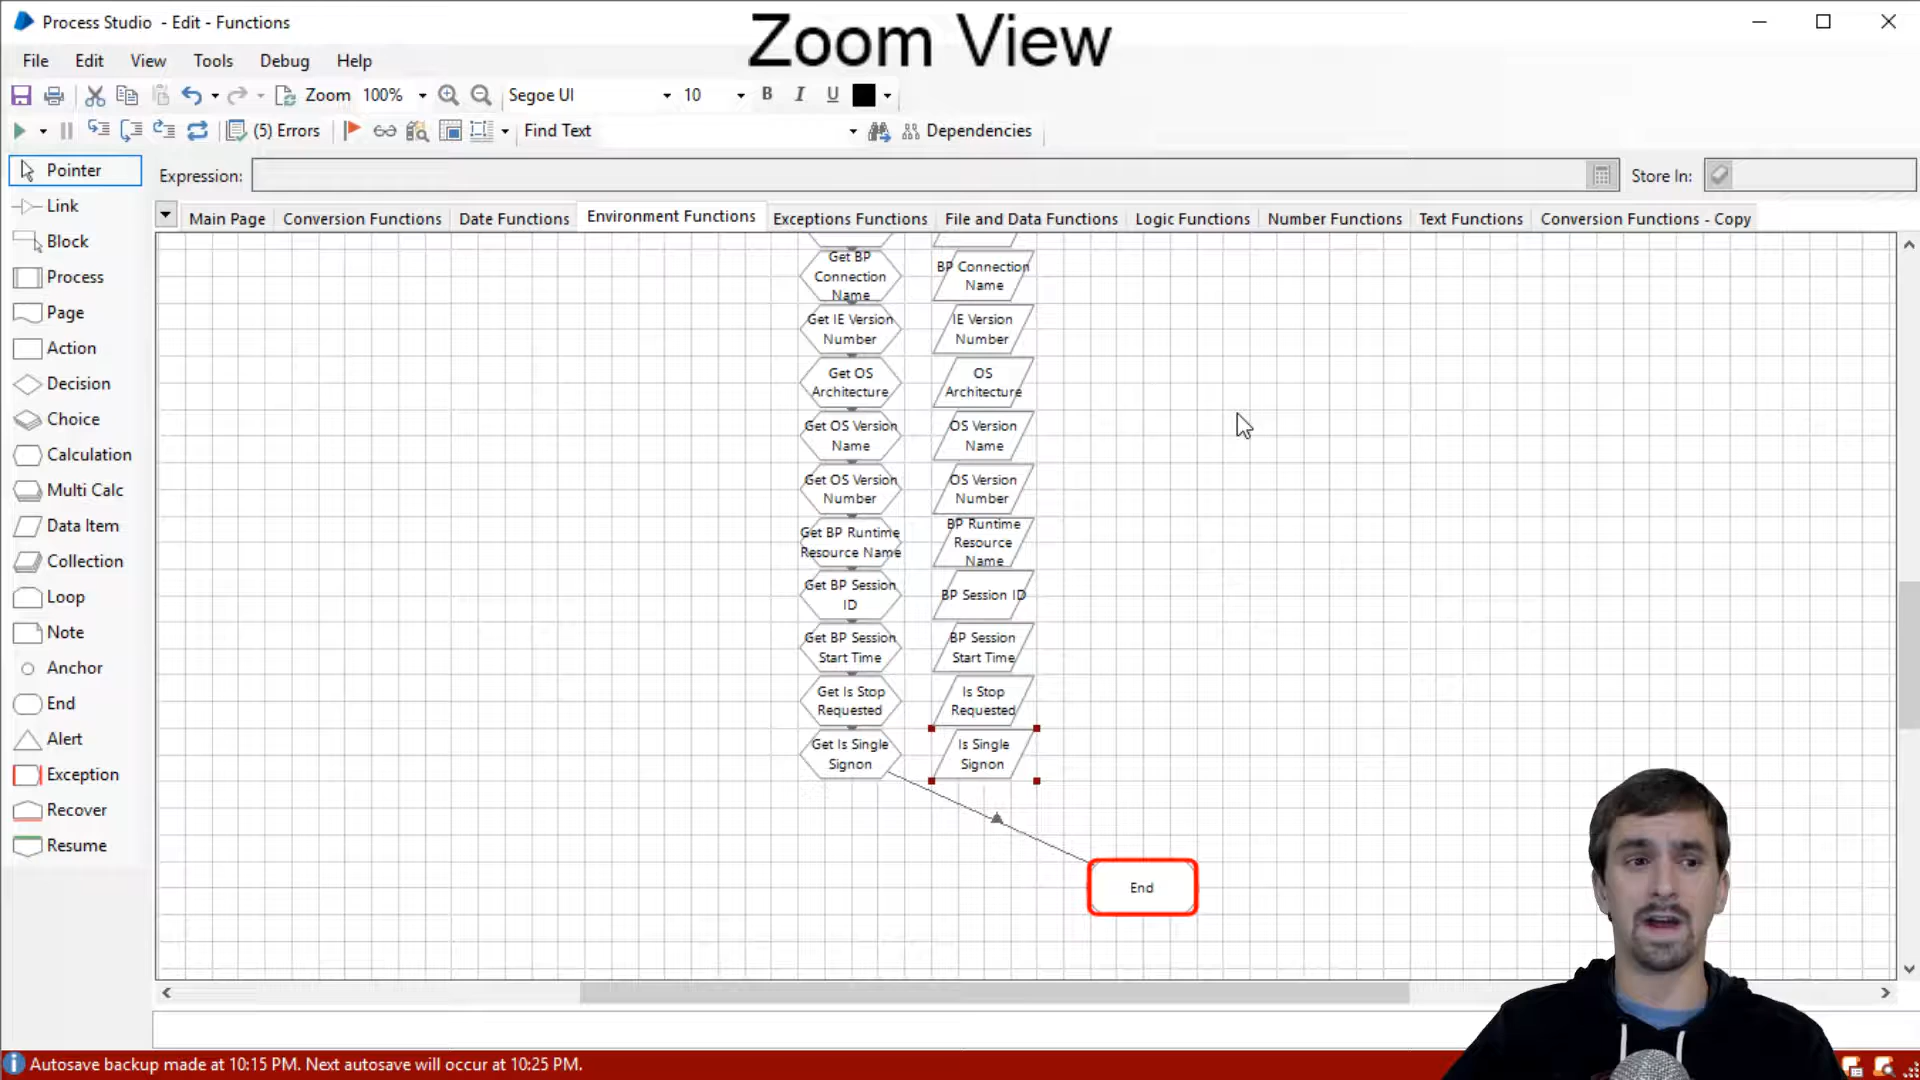 Process Studio - Edit - Functions
Zoom View
File Edit View Tools Debug Help
Zoom 100% Segoe UI 10 B I U
(5) Errors Find Text Dependencies
Pointer
Link
Block
Process
Page
Action
Decision
Choice
Calculation
Multi Calc
Data Item
Collection
Loop
Note
Anchor
End
Alert
Exception
Recover
Resume
Expression: Store In:
Main Page Conversion Functions Date Functions Environment Functions Exceptions Functions File and Data Functions Logic Functions Number Functions Text Functions Conversion Functions - Copy
Get BP
Connection
Name
BP Connection
Name
Get IE Version
Number
IE Version
Number
Get OS
Architecture
OS
Architecture
Get OS Version
Name
OS Version
Name
Get OS Version
Number
OS Version
Number
Get BP Runtime
Resource Name
BP Runtime
Resource
Name
Get BP Session
ID
BP Session ID
Get BP Session
Start Time
BP Session
Start Time
Get Is Stop
Requested
Is Stop
Requested
Get Is Single
Signon
Is Single
Signon
End
Autosave backup made at 10:15 PM. Next autosave will occur at 10:25 PM.